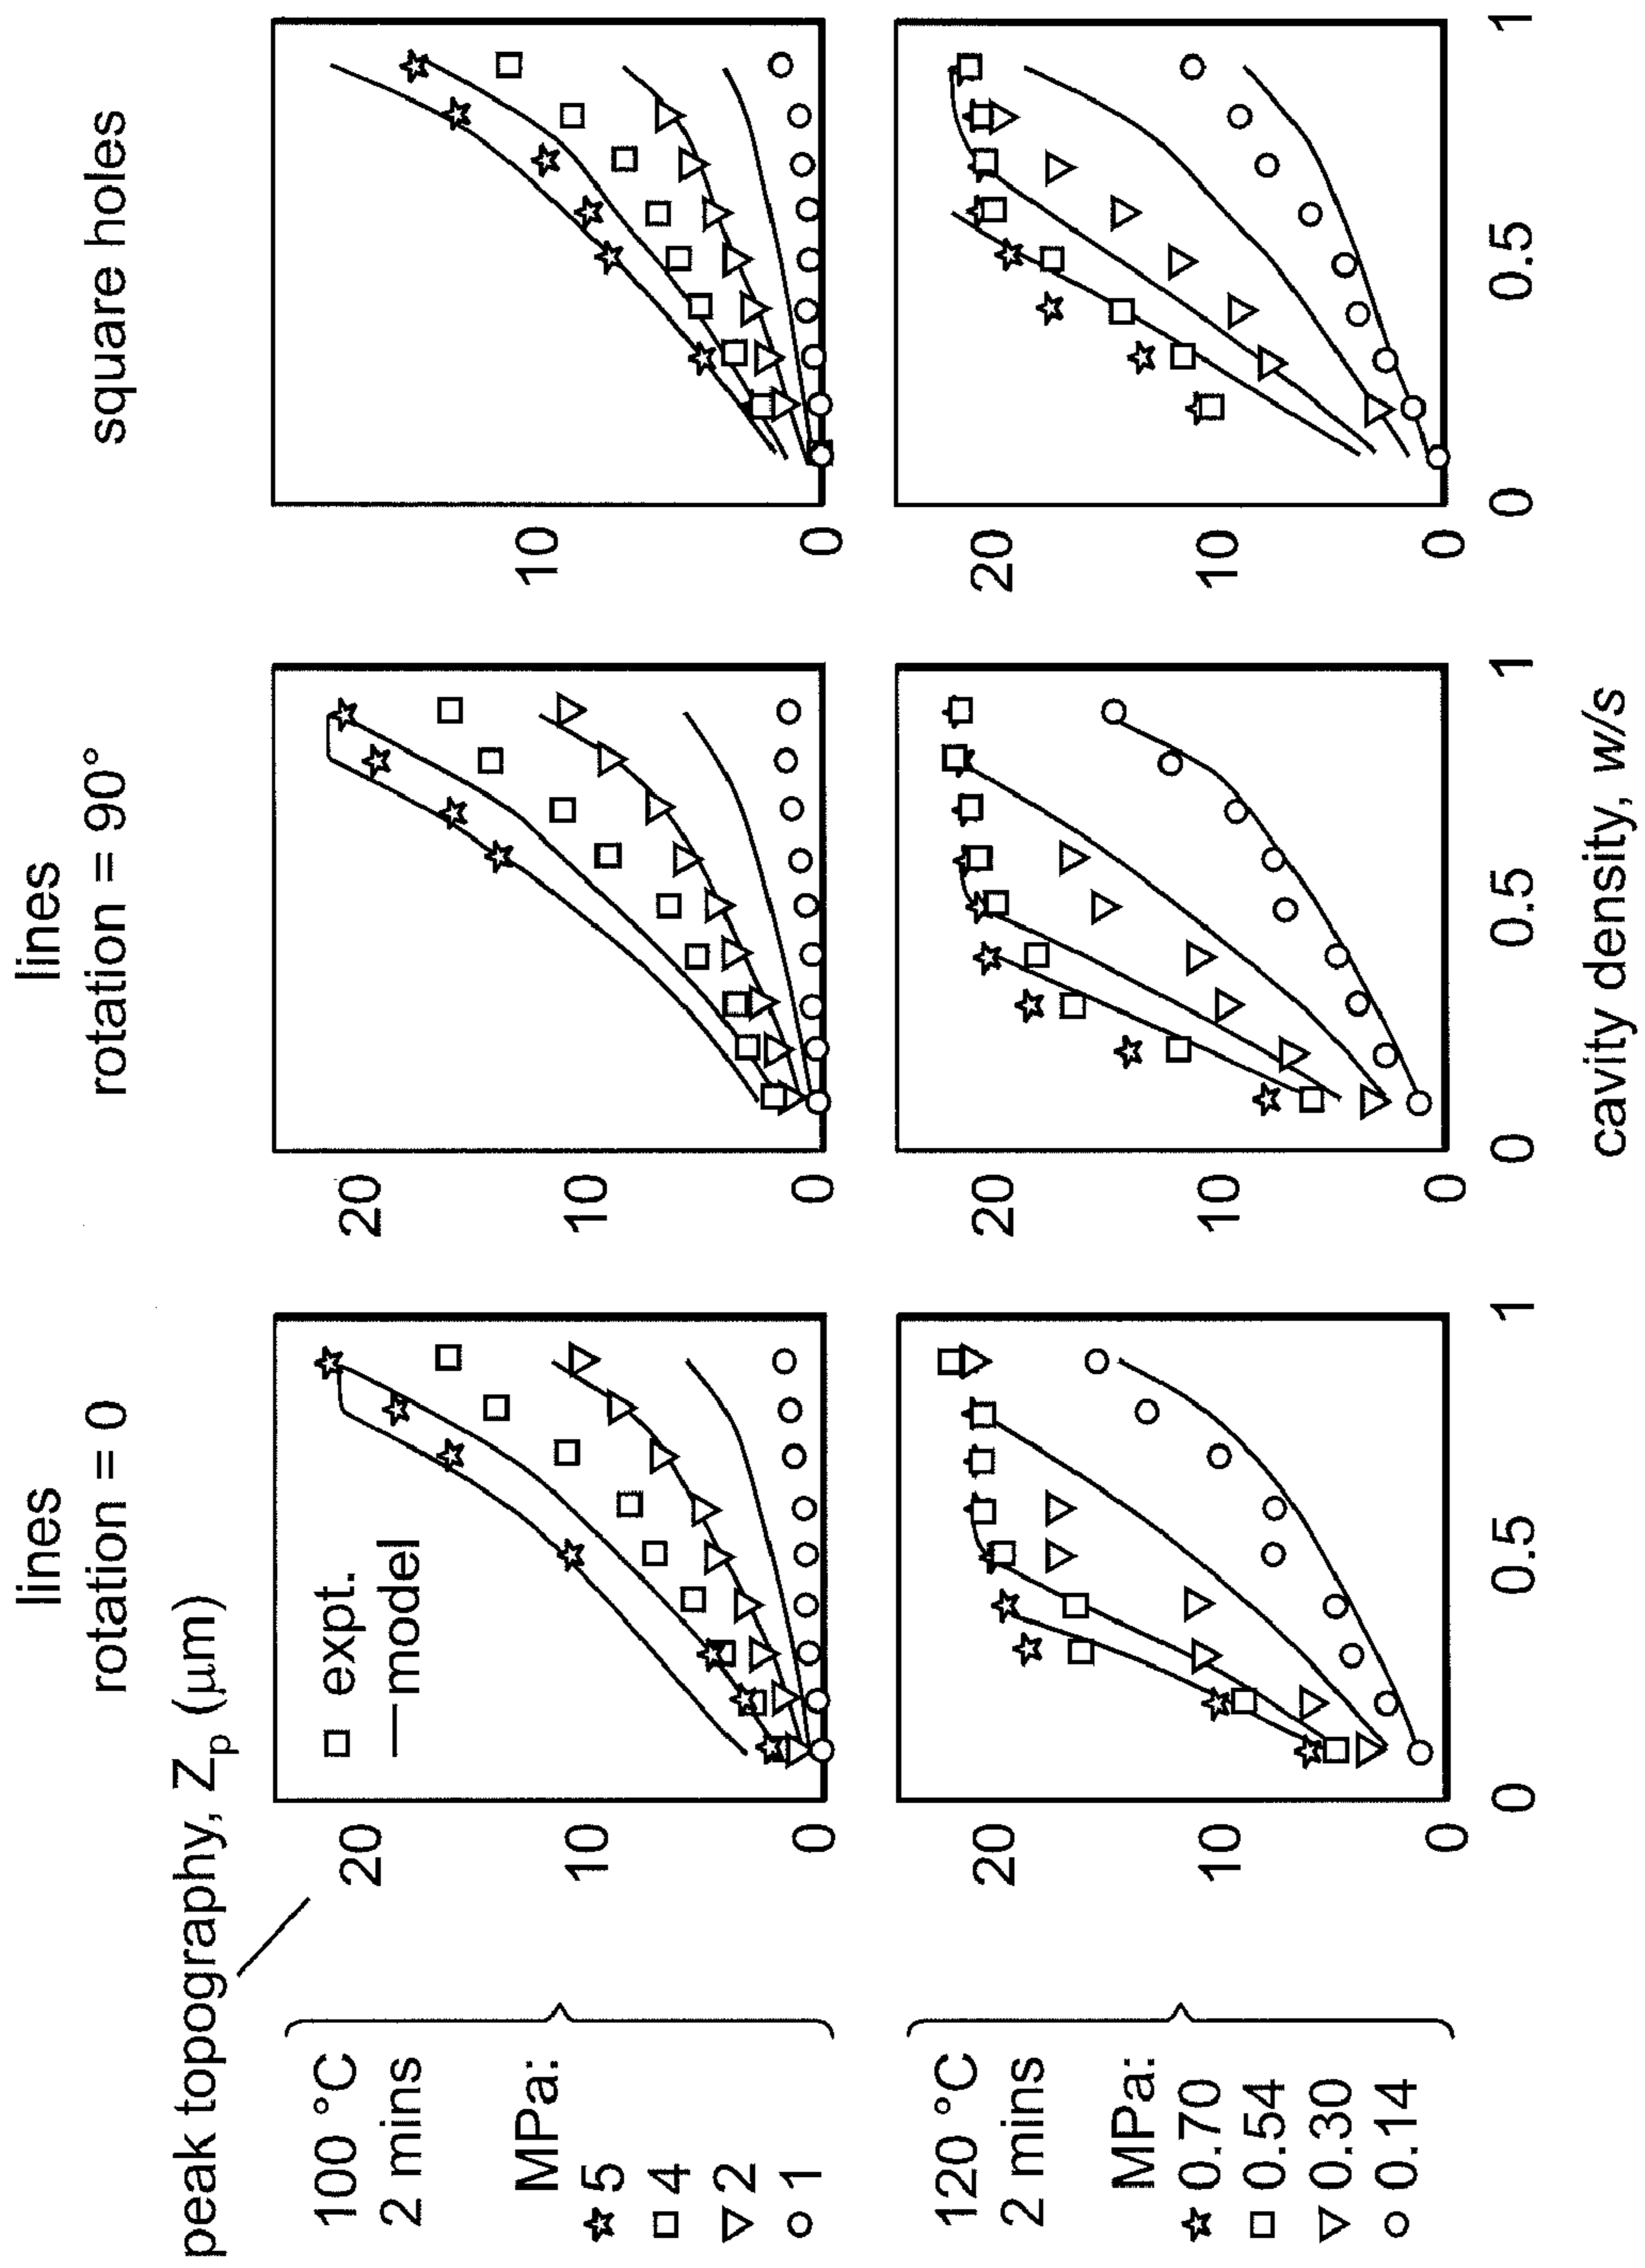 lines
rotation = 0
lines
rotation = 90°
square holes
peak topography, Zp (μm)
100 °C
2 mins
MPa:
5
4
2
1
20
10
0
expt.
model
20
10
0
10
0
120 °C
2 mins
MPa:
0.70
0.54
0.30
0.14
20
10
0
20
10
0
20
10
0
0
0.5
1
0
0.5
1
0
0.5
1
cavity density, w/s